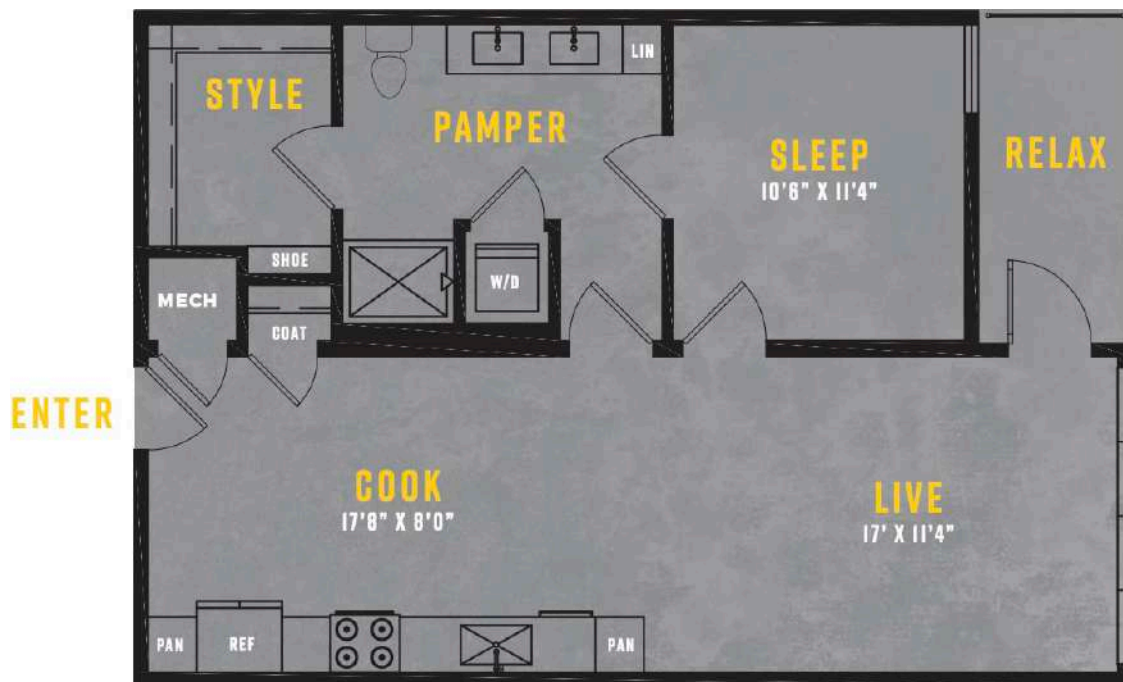 LIN
STYLE
PAMPER
SLEEP
10'6" X 11'4"
RELAX
SHOE
W/D
MECH
COAT
ENTER
COOK
17'8" X 8'0"
LIVE
17' X 11'4"
PAN
REF
PAN